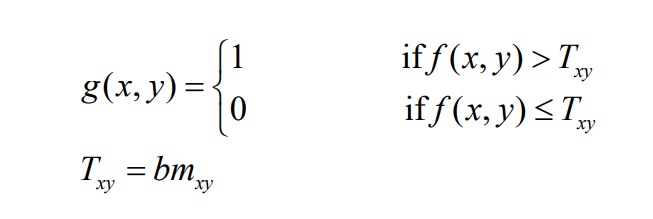 g(x, y) = { 1 if f(x, y) > T_xy
0 if f(x, y) ≤ T_xy
T_xy = bm_xy